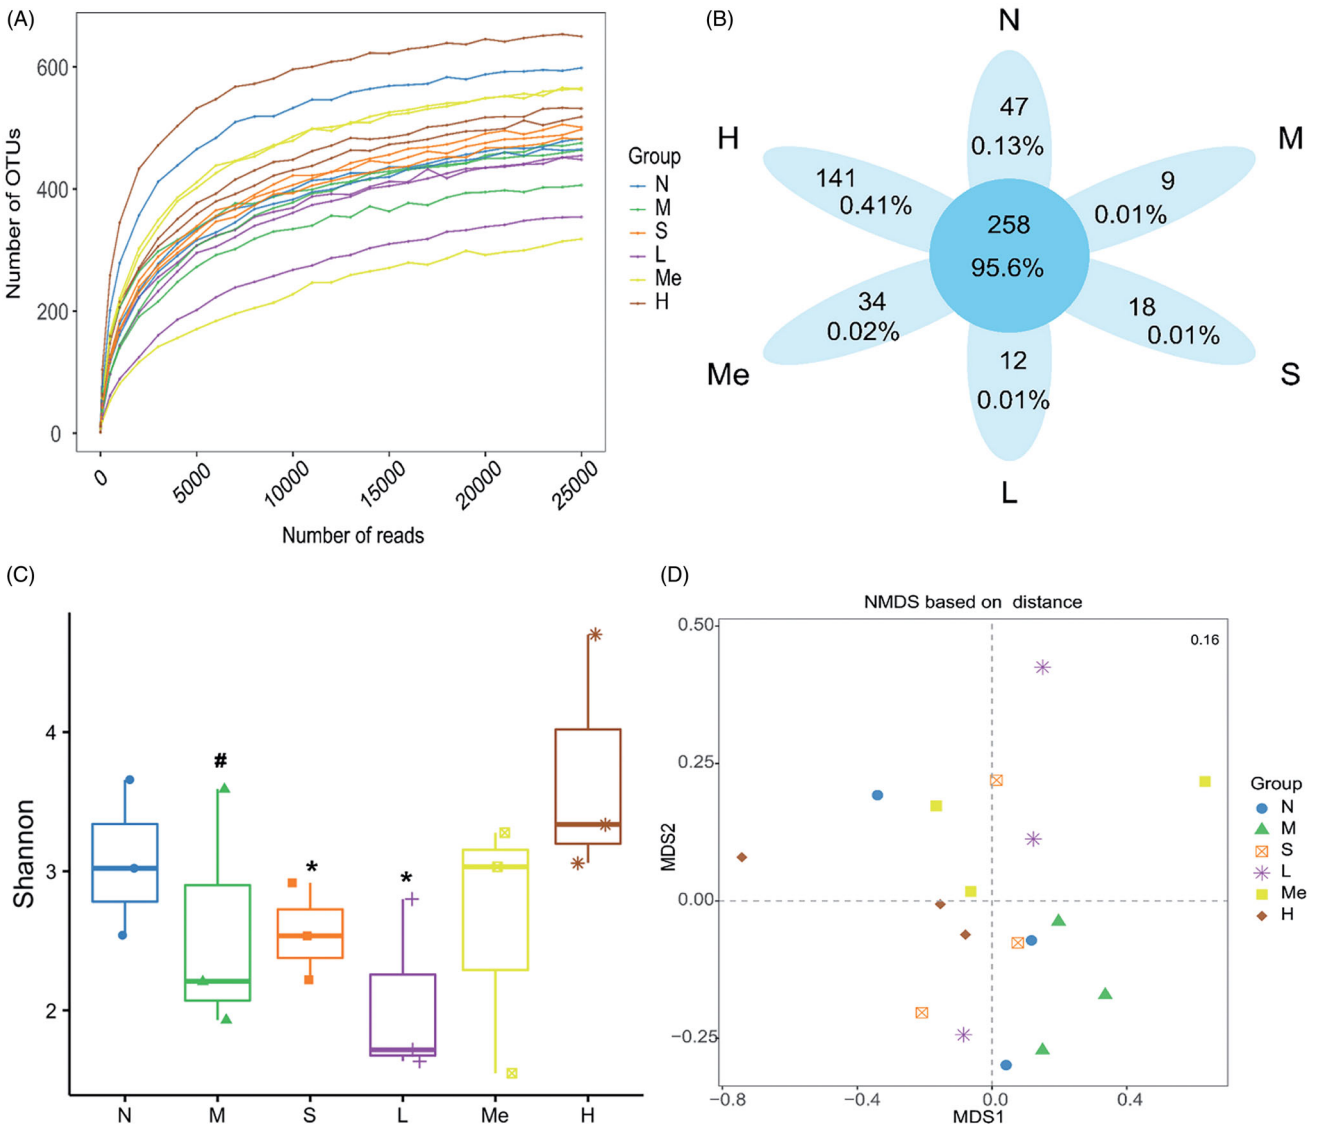 (A)
Number of OTUs
600
400
200
0
0
5000
10000
15000
20000
25000
Number of reads
Group
N
M
S
L
Me
H
(B)
N
M
S
L
Me
H
47
0.13%
9
0.01%
18
0.01%
12
0.01%
34
0.02%
141
0.41%
258
95.6%
(C)
Shannon
4
3
2
#
*
*
N
M
S
L
Me
H
(D)
NMDS based on distance
0.16
MDS2
0.50
0.25
0.00
−0.25
−0.8
−0.4
0.0
0.4
MDS1
Group
N
M
S
L
Me
H